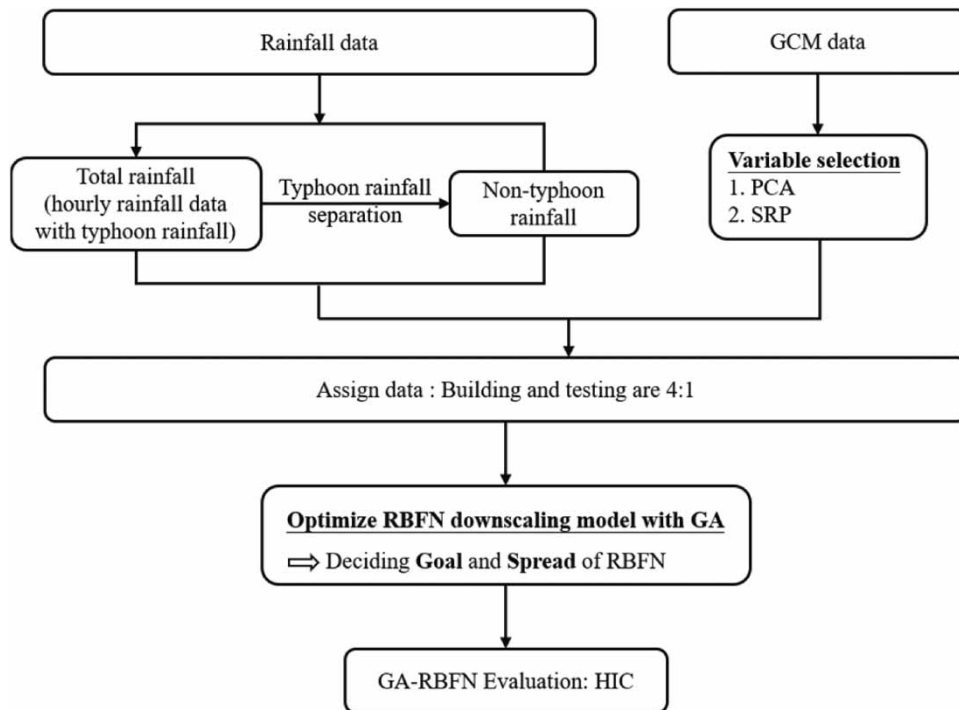 Rainfall data
GCM data
Total rainfall
(hourly rainfall data
with typhoon rainfall)
Typhoon rainfall
separation
Non-typhoon
rainfall
Variable selection
1. PCA
2. SRP
Assign data : Building and testing are 4:1
Optimize RBFN downscaling model with GA
⇒ Deciding Goal and Spread of RBFN
GA-RBFN Evaluation: HIC